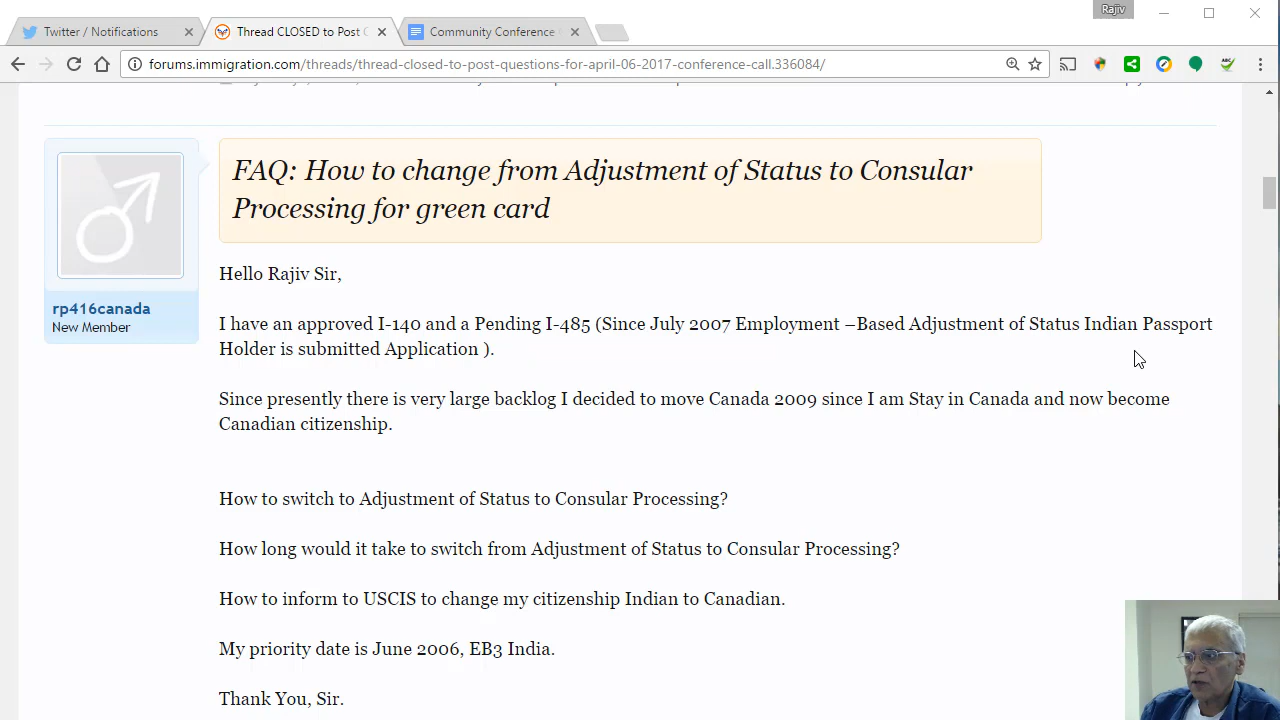 Rajiv
Twitter / Notifications
Thread CLOSED to Post
Community Conference
forums.immigration.com/threads/thread-closed-to-post-questions-for-april-06-2017-conference-call.336084/
ABC
FAQ: How to change from Adjustment of Status to Consular
Processing for green card
Hello Rajiv Sir,
rp416canada
New Member
I have an approved I-140 and a Pending I-485 (Since July 2007 Employment –Based Adjustment of Status Indian Passport
Holder is submitted Application ).
Since presently there is very large backlog I decided to move Canada 2009 since I am Stay in Canada and now become
Canadian citizenship.
How to switch to Adjustment of Status to Consular Processing?
How long would it take to switch from Adjustment of Status to Consular Processing?
How to inform to USCIS to change my citizenship Indian to Canadian.
My priority date is June 2006, EB3 India.
Thank You, Sir.